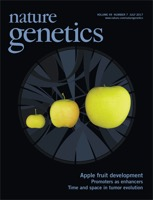 nature
genetics
Apple fruit development
Promoters as enhancers
Time and space in tumor evolution